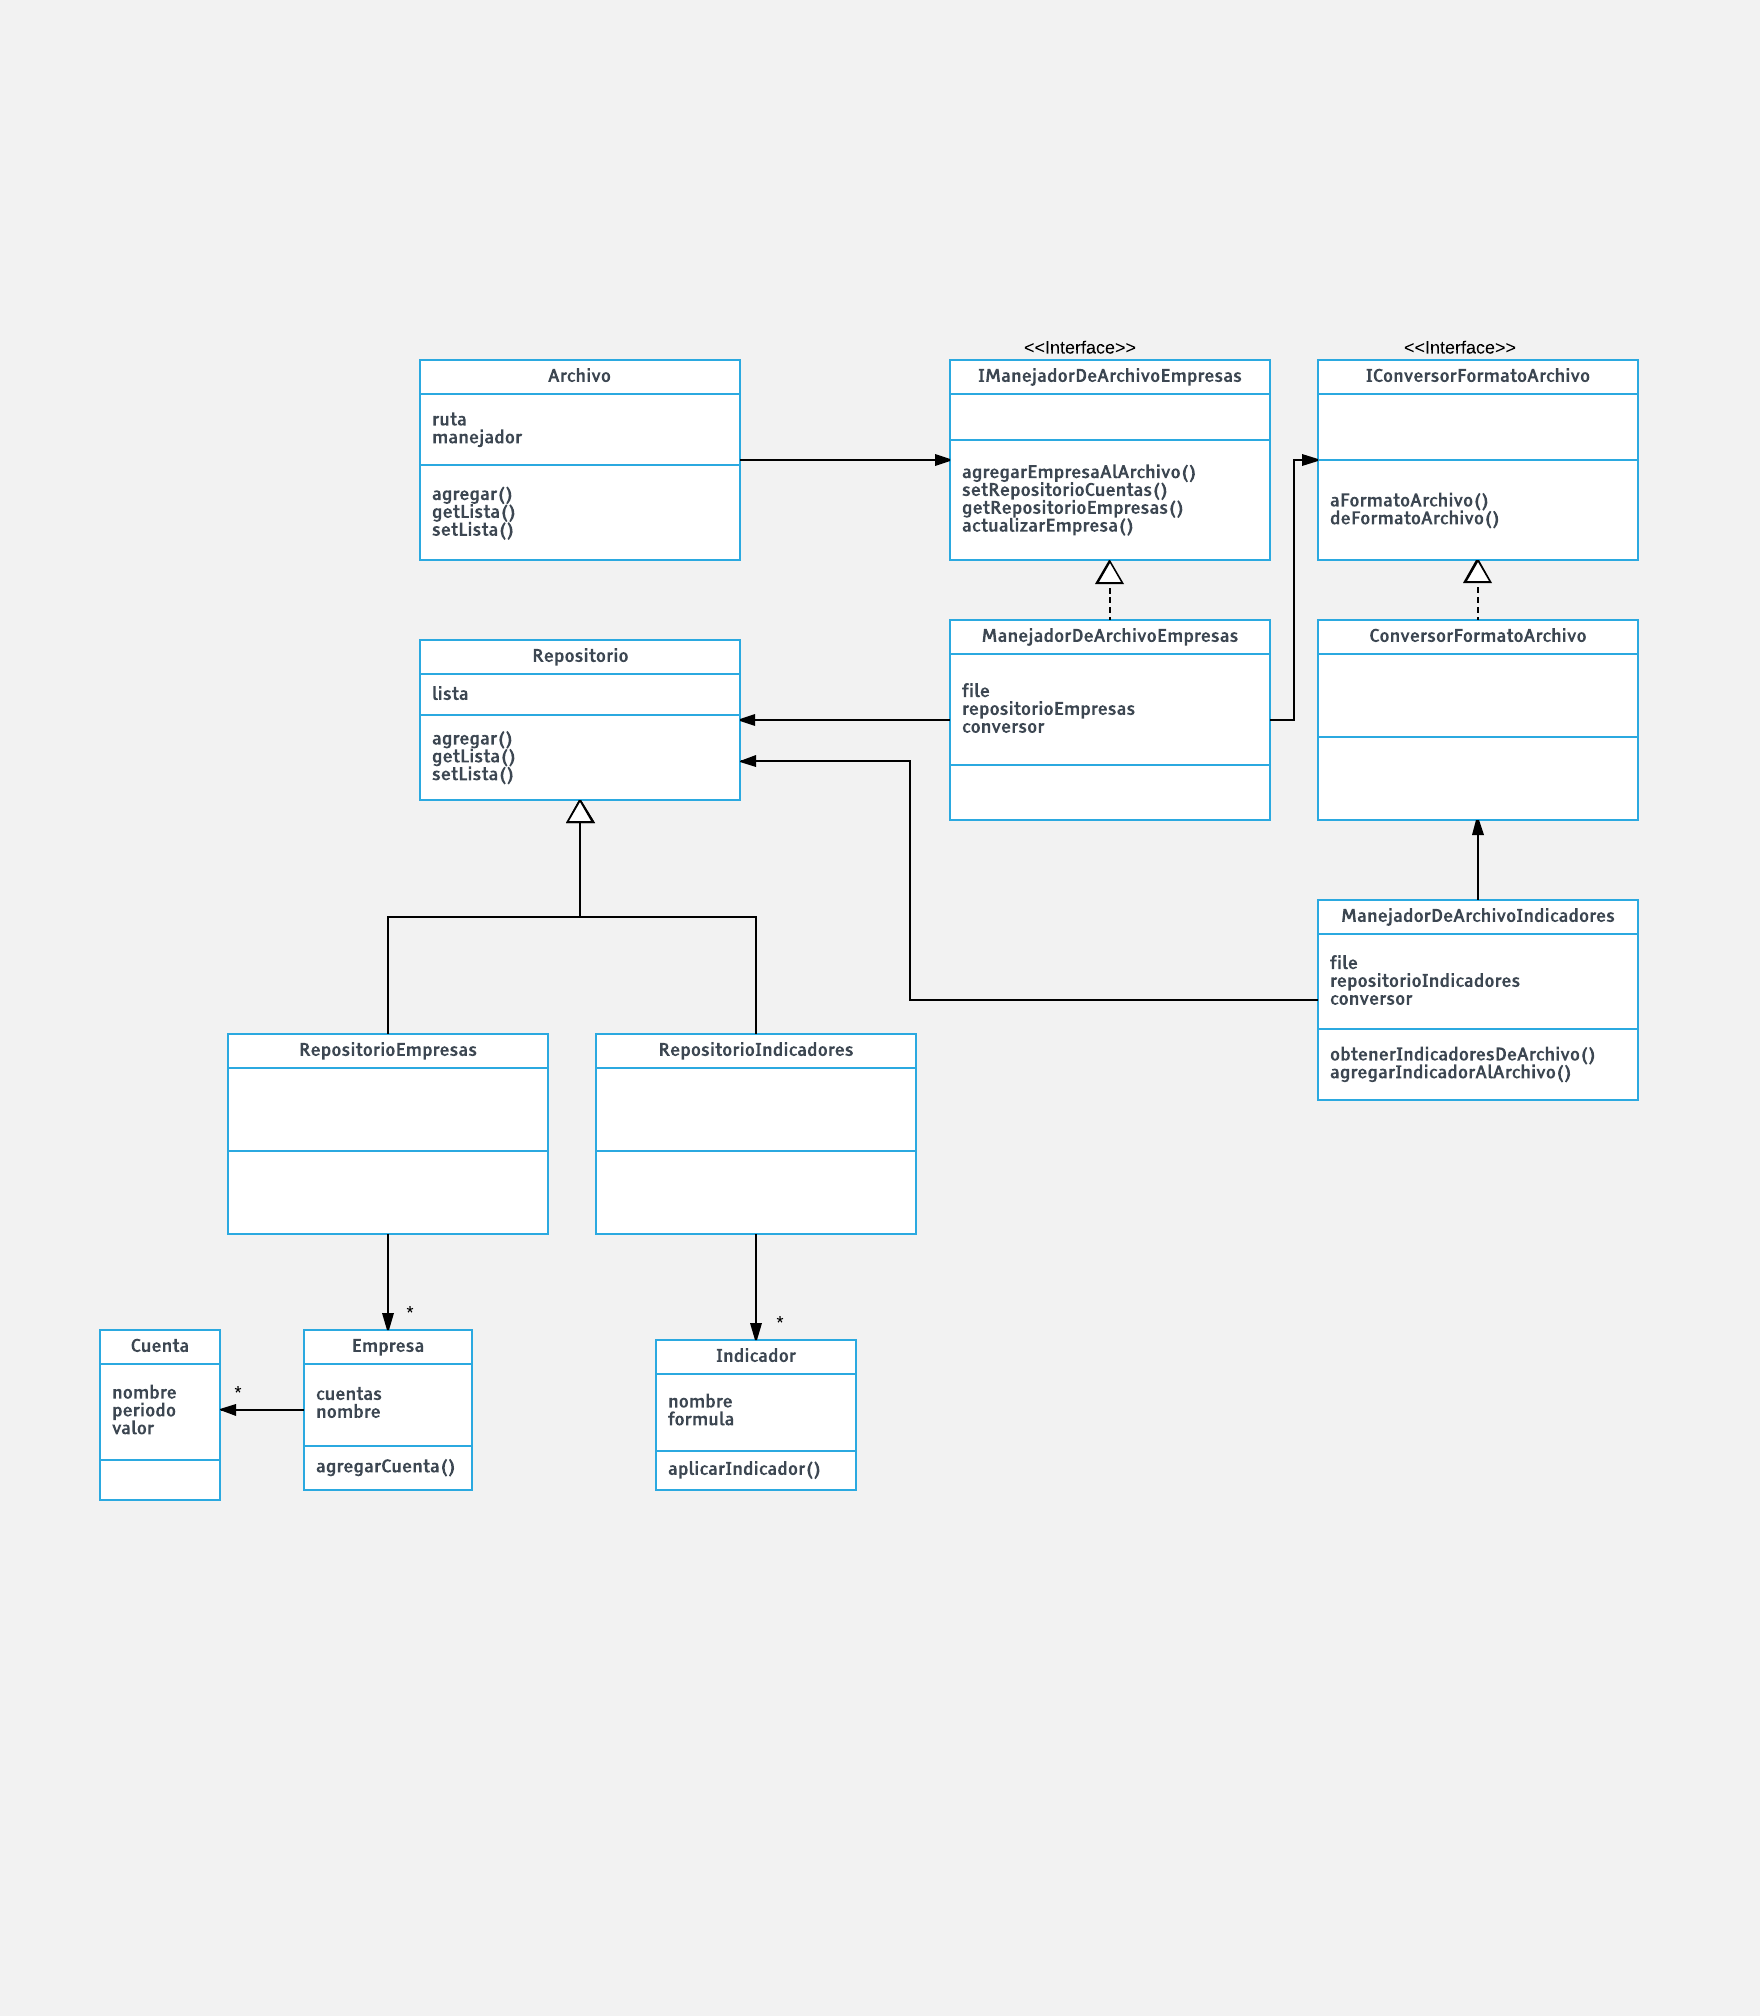 Archivo
ruta
manejador
agregar()
getLista()
setLista()
<<Interface>>
IManejadorDeArchivoEmpresas
agregarEmpresaAlArchivo()
setRepositorioCuentas()
getRepositorioEmpresas()
actualizarEmpresa()
<<Interface>>
IConversorFormatoArchivo
aFormatoArchivo()
deFormatoArchivo()
Repositorio
lista
agregar()
getLista()
setLista()
ManejadorDeArchivoEmpresas
file
repositorioEmpresas
conversor
ConversorFormatoArchivo
ManejadorDeArchivoIndicadores
file
repositorioIndicadores
conversor
obtenerIndicadoresDeArchivo()
agregarIndicadorAlArchivo()
RepositorioEmpresas
RepositorioIndicadores
*
*
Cuenta
nombre
periodo
valor
*
Empresa
cuentas
nombre
agregarCuenta()
Indicador
nombre
formula
aplicarIndicador()